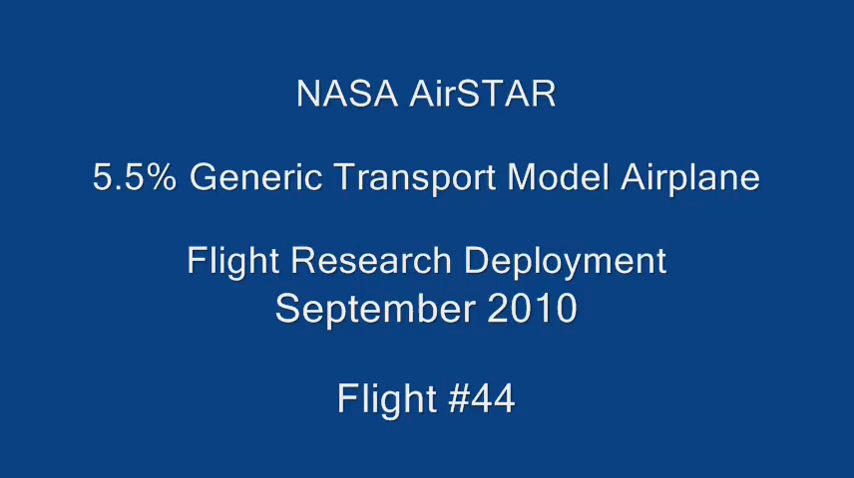 NASA AirSTAR
5.5% Generic Transport Model Airplane
Flight Research Deployment
September 2010
Flight #44